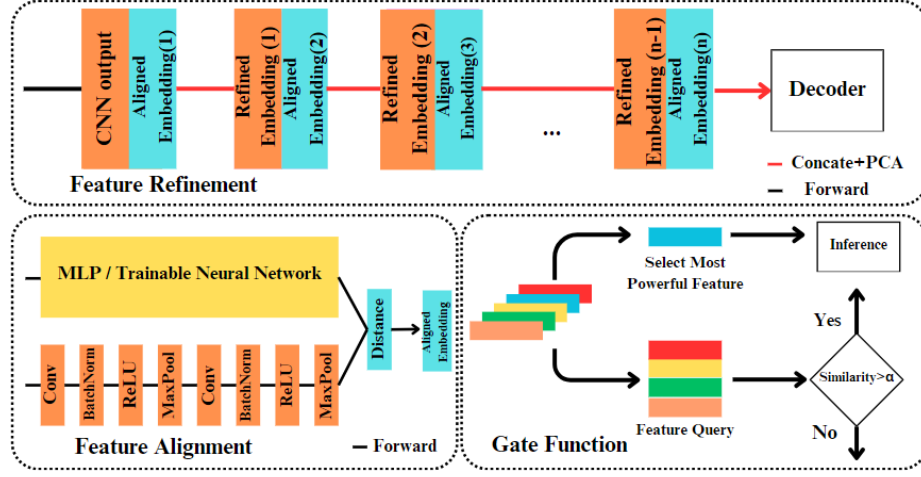 CNN output
Aligned
Embedding(1)
Refined
Embedding (1)
Aligned
Embedding(2)
Refined
Embedding (2)
Aligned
Embedding(3)
...
Refined
Embedding (n-1)
Aligned
Embedding(n)
Decoder
Concate+PCA
Forward
Feature Refinement
MLP / Trainable Neural Network
Conv
BatchNorm
ReLU
MaxPool
Conv
BatchNorm
ReLU
MaxPool
Distance
Aligned
Embedding
Feature Alignment
Forward
Select Most
Powerful Feature
Inference
Yes
Similarity>α
No
Feature Query
Gate Function